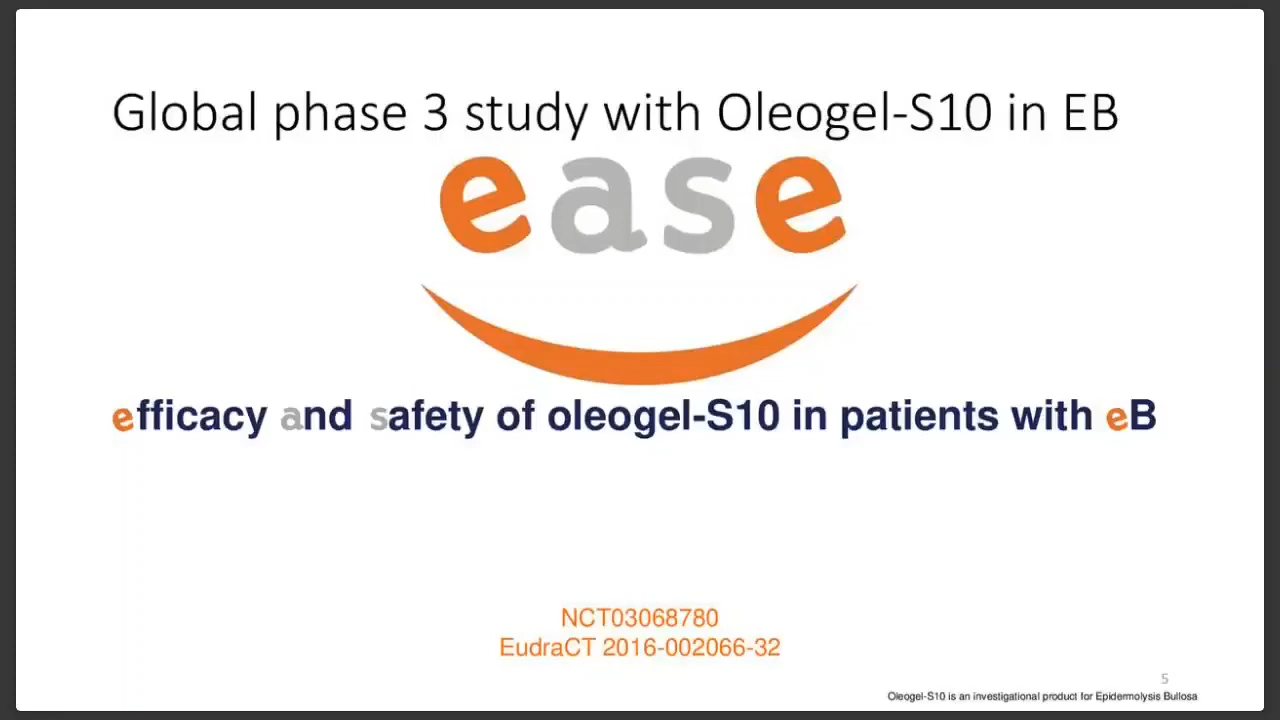 Global phase 3 study with Oleogel-S10 in EB
ease
efficacy and safety of oleogel-S10 in patients with eB
NCT03068780
EudraCT 2016-002066-32
5
Oleogel-S10 is an investigational product for Epidermolysis Bullosa